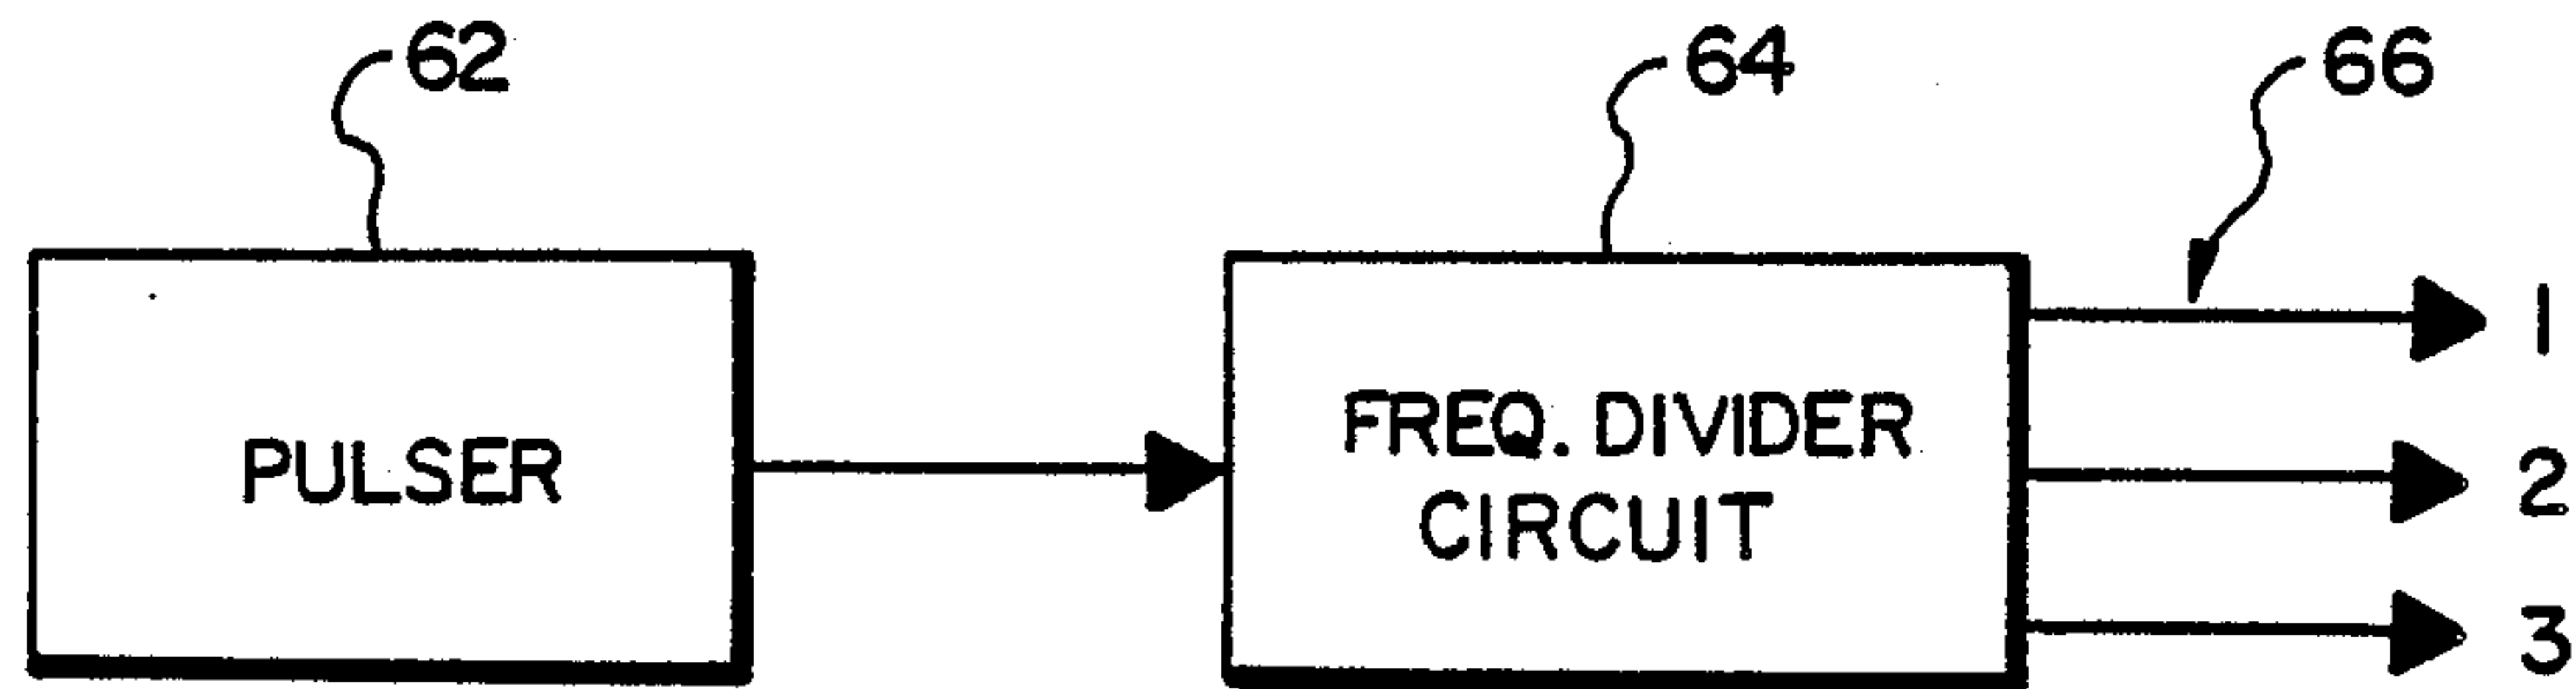 62
64
66
PULSER
FREQ. DIVIDER
CIRCUIT
1
2
3